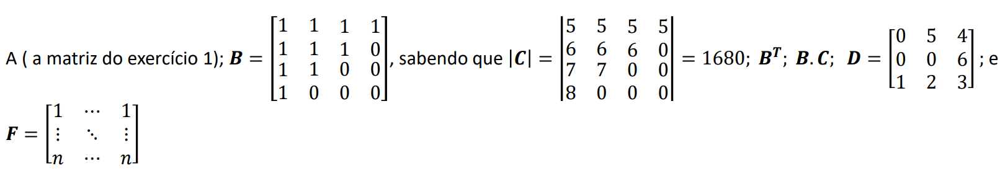 A ( a matriz do exercício 1); $\boldsymbol{B} = \begin{bmatrix} 1 & 1 & 1 & 1 \\ 1 & 1 & 1 & 0 \\ 1 & 1 & 0 & 0 \\ 1 & 0 & 0 & 0 \end{bmatrix}$, sabendo que $|\boldsymbol{C}| = \begin{vmatrix} 5 & 5 & 5 & 5 \\ 6 & 6 & 6 & 0 \\ 7 & 7 & 0 & 0 \\ 8 & 0 & 0 & 0 \end{vmatrix} = 1680$; $\boldsymbol{B^T}$; $\boldsymbol{B.C}$; $\boldsymbol{D} = \begin{bmatrix} 0 & 5 & 4 \\ 0 & 0 & 6 \\ 1 & 2 & 3 \end{bmatrix}$; e
$\boldsymbol{F} = \begin{bmatrix} 1 & \cdots & 1 \\ \vdots & \ddots & \vdots \\ n & \cdots & n \end{bmatrix}$